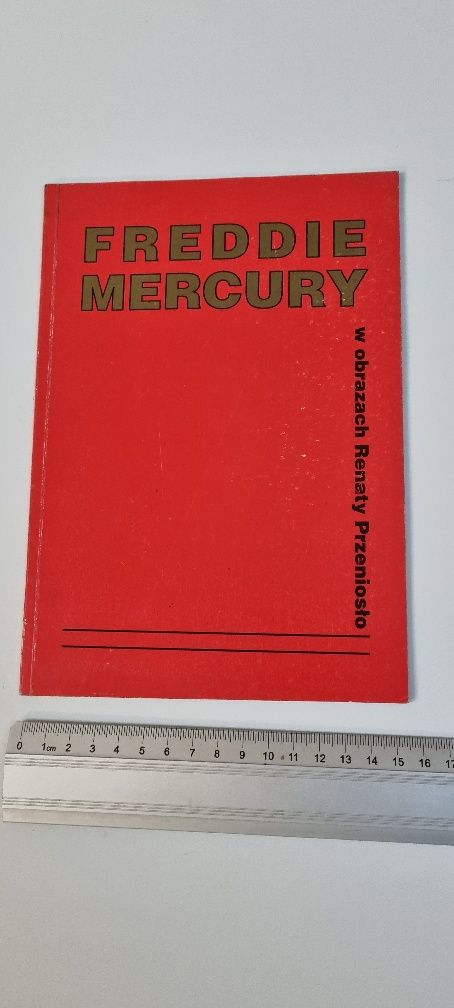 FREDDIE
MERCURY
w obrazach Renaty Przeniosło
0 1cm 2 3 4 5 6 7 8 9 10 11 12 13 14 15 16 17